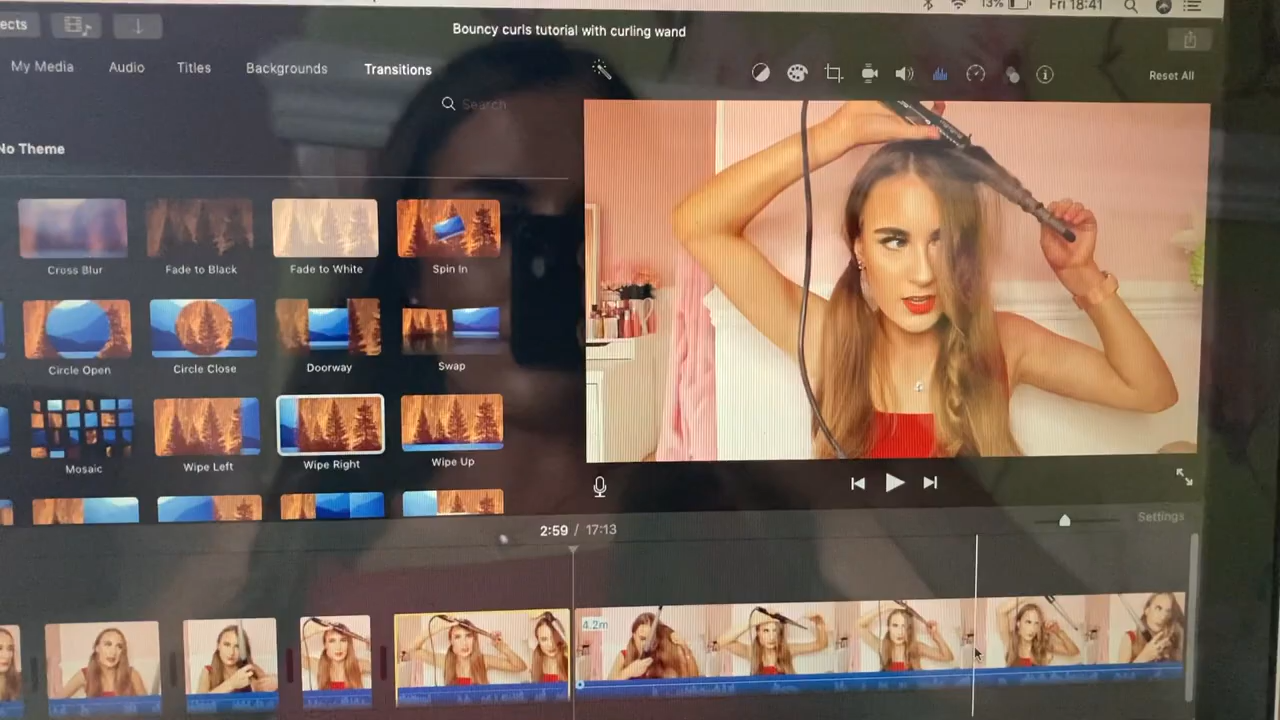 13% Fri 18:41
ects
Bouncy curls tutorial with curling wand
My Media Audio Titles Backgrounds Transitions
Reset All
Search
No Theme
Cross Blur Fade to Black Fade to White Spin In
Circle Open Circle Close Doorway Swap
Mosaic Wipe Left Wipe Right Wipe Up
2:59 / 17:13
Settings
4.2m